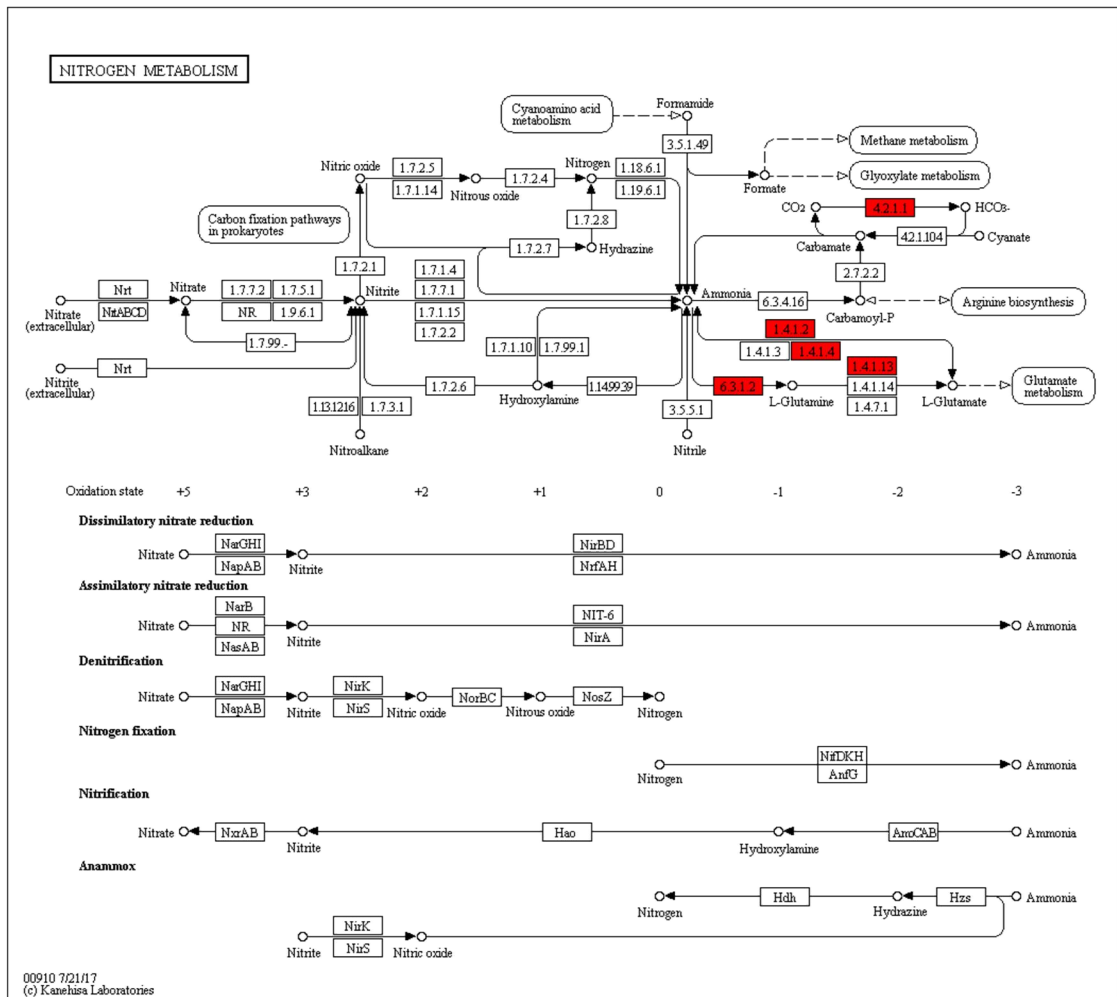 NITROGEN METABOLISM
Cyanoamino acid
metabolism
Formamide
3.5.1.49
Methane metabolism
Formate
Glyoxylate metabolism
Nitric oxide
1.7.2.5
1.7.1.14
Nitrous oxide
1.7.2.4
Nitrogen
1.18.6.1
1.19.6.1
1.7.2.8
Hydrazine
1.7.2.7
Carbon fixation pathways
in prokaryotes
CO2
4.2.1.1
HCO3-
Carbamate
4.2.1.104
Cyanate
2.7.2.2
1.7.2.1
Nrt
NrtABCD
Nitrate
(extracellular)
Nitrate
1.7.7.2
1.7.5.1
NR
1.9.6.1
1.7.99.-
Nitrite
1.7.1.4
1.7.7.1
1.7.1.15
1.7.2.2
Ammonia
6.3.4.16
Carbamoyl-P
Arginine biosynthesis
Nrt
Nitrite
(extracellular)
1.7.1.10
1.7.99.1
1.7.2.6
Hydroxylamine
1.14.99.39
1.4.1.2
1.4.1.3
1.4.1.4
6.3.1.2
L-Glutamine
1.4.1.13
1.4.1.14
1.4.7.1
L-Glutamate
Glutamate
metabolism
1.13.12.16
1.7.3.1
Nitroalkane
3.5.5.1
Nitrile
Oxidation state +5 +3 +2 +1 0 -1 -2 -3
Dissimilatory nitrate reduction
Nitrate
NarGHI
NapAB
Nitrite
NirBD
NrfAH
Ammonia
Assimilatory nitrate reduction
Nitrate
NarB
NR
NasAB
Nitrite
NIT-6
NirA
Ammonia
Denitrification
Nitrate
NarGHI
NapAB
Nitrite
NirK
NirS
Nitric oxide
NorBC
Nitrous oxide
NosZ
Nitrogen
Nitrogen fixation
Nitrogen
NifDKH
AnfG
Ammonia
Nitrification
Nitrate
NxrAB
Nitrite
Hao
Hydroxylamine
AmoCAB
Ammonia
Anammox
Nitrogen
Hdh
Hydrazine
Hzs
Ammonia
Nitrite
NirK
NirS
Nitric oxide
00910 7/21/17
(c) Kanehisa Laboratories